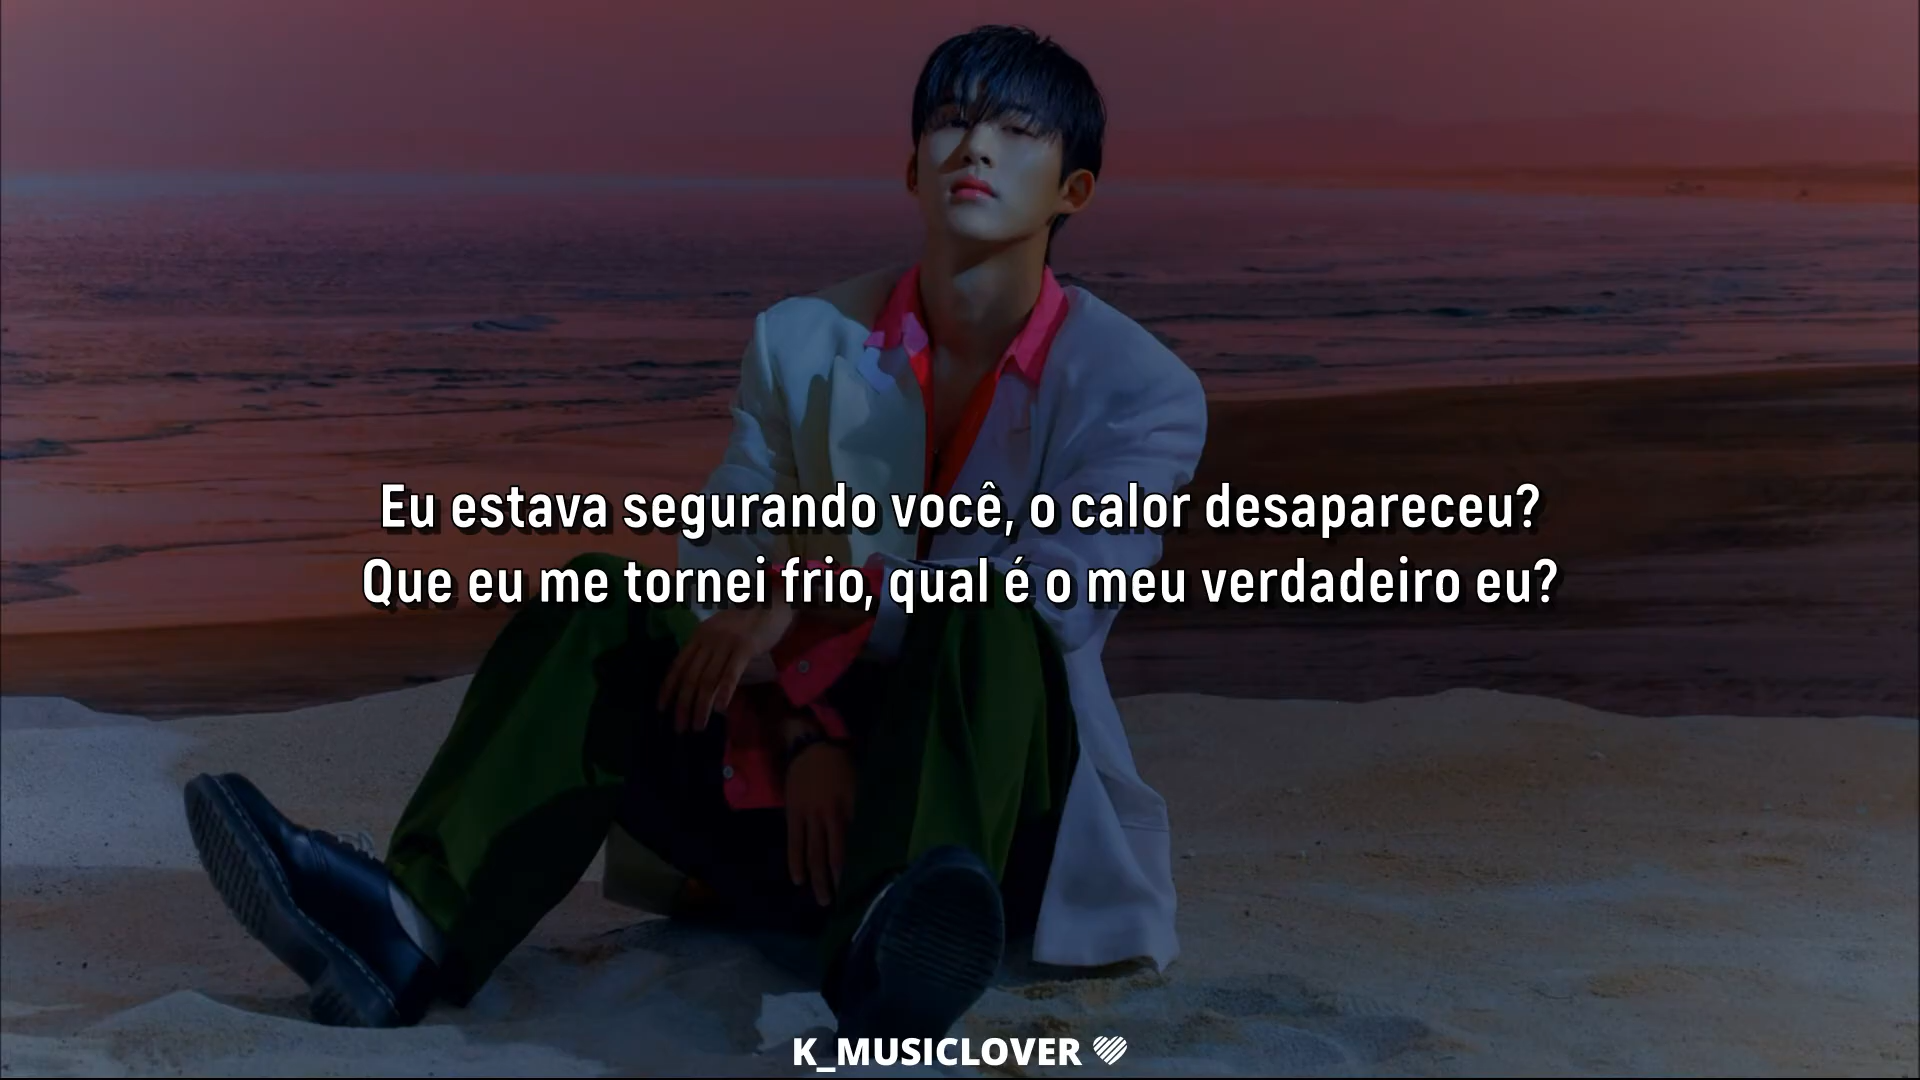 Eu estava segurando você, o calor desapareceu?
Que eu me tornei frio, qual é o meu verdadeiro eu?
K_MUSICLOVER